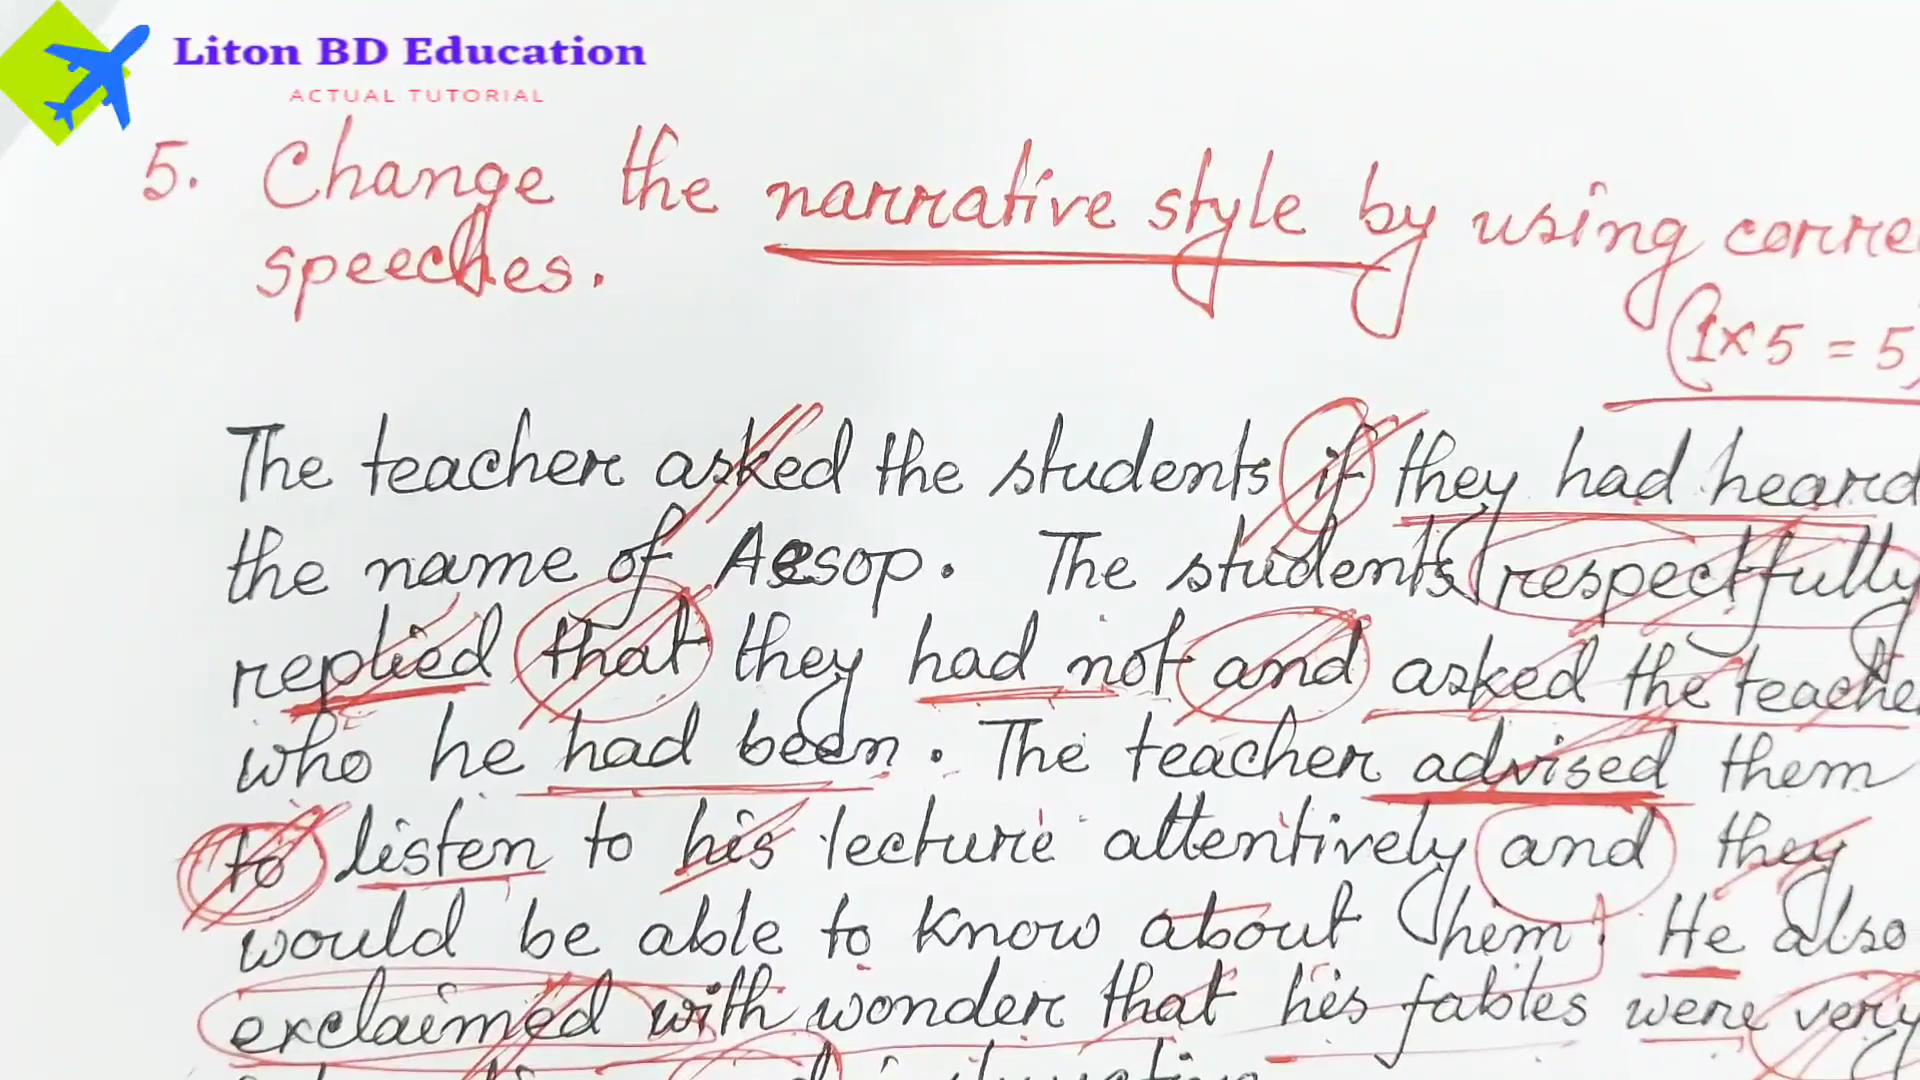 Liton BD Education
ACTUAL TUTORIAL
5. Change the narrative style by using corre
speeches.
(1x5 = 5)
The teacher asked the students if they had heard
the name of Aesop. The students respectfully
replied that they had not and asked the teache
who he had been. The teacher advised them
to listen to his lecture attentively and they
would be able to know about them. He also
exclaimed with wonder that his fables were very